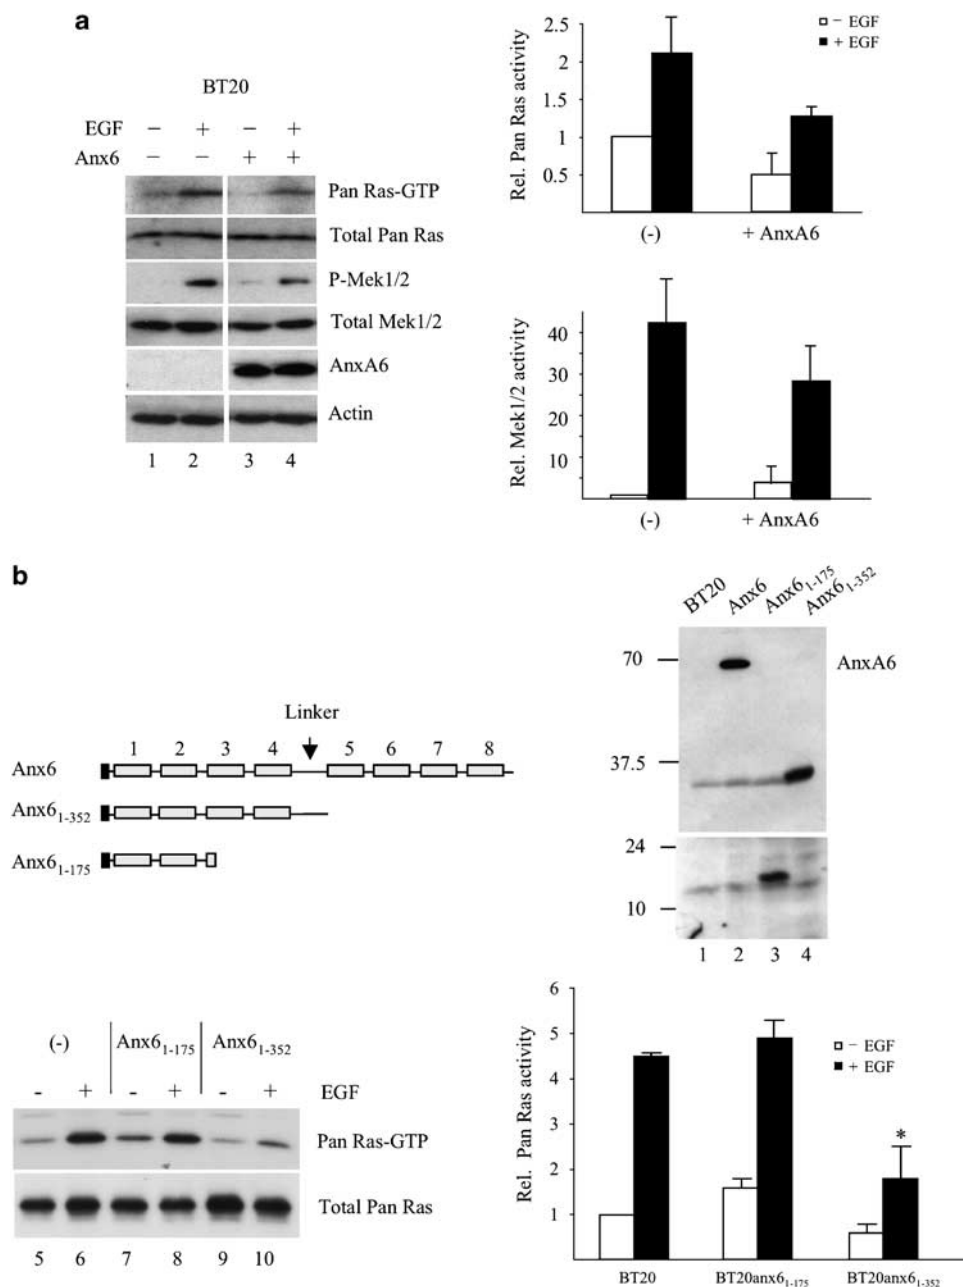 a
BT20
EGF − + − +
Anx6 − − + +
Pan Ras-GTP
Total Pan Ras
P-Mek1/2
Total Mek1/2
AnxA6
Actin
1 2 3 4
Rel. Pan Ras activity
2.5
2
1.5
1
0.5
− EGF
+ EGF
(-) + AnxA6
Rel. Mek1/2 activity
40
30
20
10
(-) + AnxA6
b
Linker
1 2 3 4 5 6 7 8
Anx6
Anx6₁₋₃₅₂
Anx6₁₋₁₇₅
BT20 Anx6 Anx6₁₋₁₇₅ Anx6₁₋₃₅₂
70
AnxA6
37.5
24
10
1 2 3 4
(-) Anx6₁₋₁₇₅ Anx6₁₋₃₅₂
- + - + - + EGF
Pan Ras-GTP
Total Pan Ras
5 6 7 8 9 10
Rel. Pan Ras activity
6
5
4
3
2
1
− EGF
+ EGF
*
BT20 BT20anx6₁₋₁₇₅ BT20anx6₁₋₃₅₂